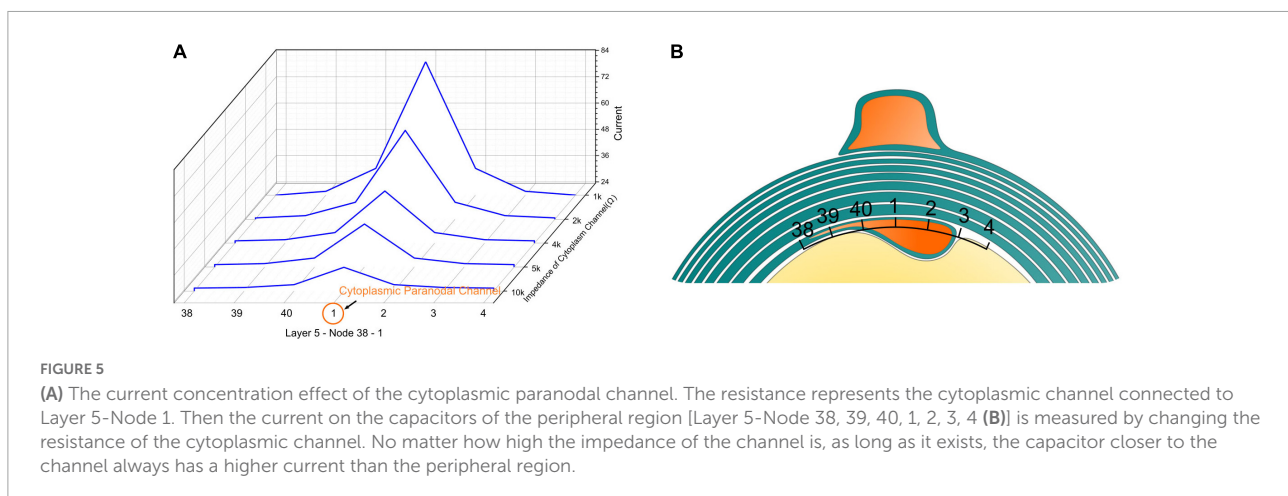 A
84
72
60
48
36
24
Current
1k
2k
4k
5k
10k
Impedance of Cytoplasm Channel(Ω)
Cytoplasmic Paranodal Channel
38 39 40 1 2 3 4
Layer 5 - Node 38 - 1
B
38 39 40 1 2 3 4
FIGURE 5
(A) The current concentration effect of the cytoplasmic paranodal channel. The resistance represents the cytoplasmic channel connected to
Layer 5-Node 1. Then the current on the capacitors of the peripheral region [Layer 5-Node 38, 39, 40, 1, 2, 3, 4 (B)] is measured by changing the
resistance of the cytoplasmic channel. No matter how high the impedance of the channel is, as long as it exists, the capacitor closer to the
channel always has a higher current than the peripheral region.